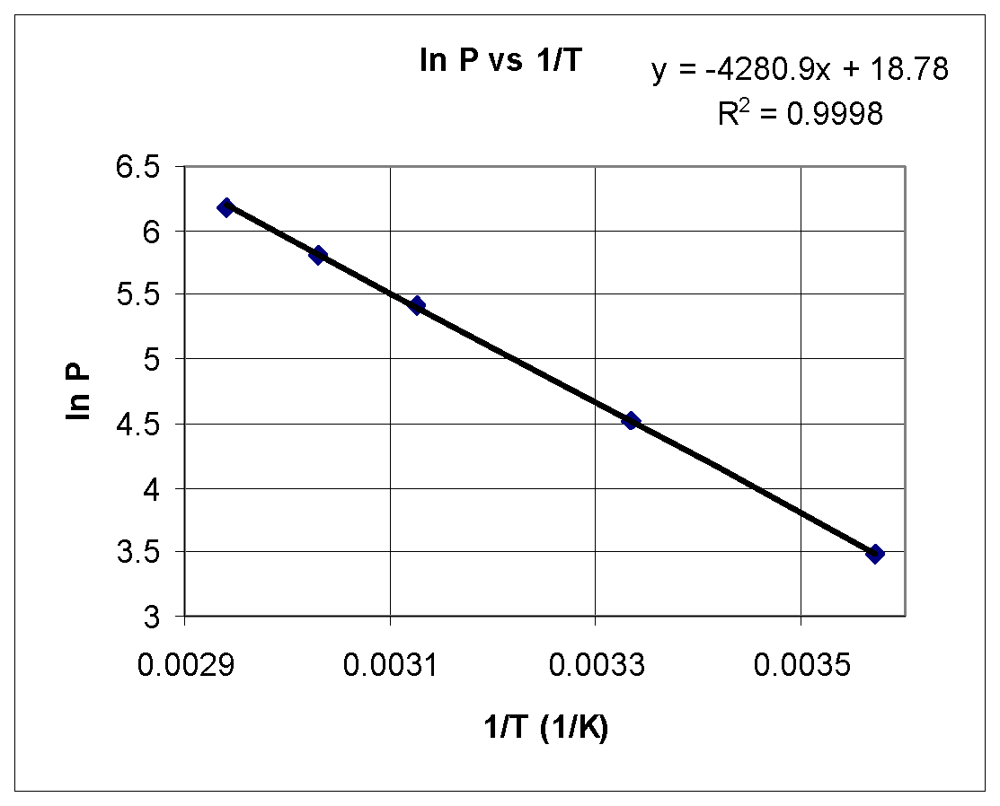 ln P vs 1/T
y = -4280.9x + 18.78
R² = 0.9998
6.5
6
5.5
5
4.5
4
3.5
3
ln P
0.0029 0.0031 0.0033 0.0035
1/T (1/K)